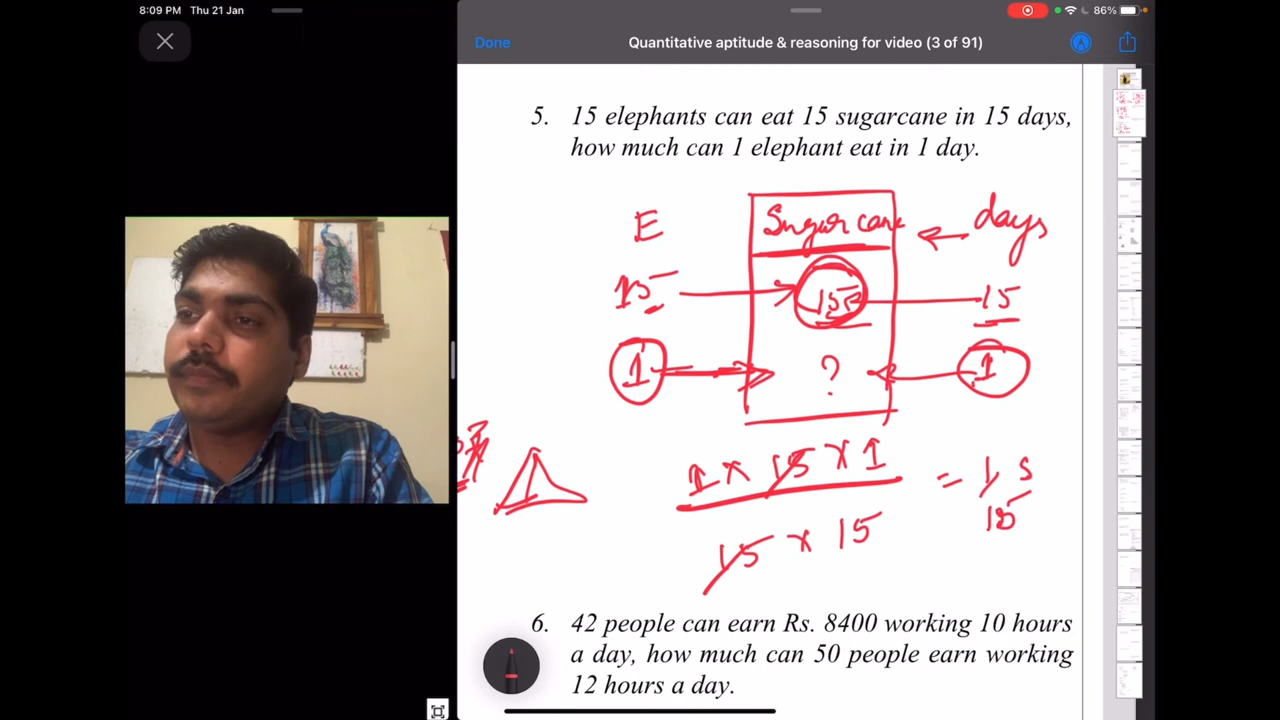 8:09 PM Thu 21 Jan
86%
Done
Quantitative aptitude & reasoning for video (3 of 91)
5. 15 elephants can eat 15 sugarcane in 15 days,
how much can 1 elephant eat in 1 day.
E Sugarcane days
15 15 15
1 ? 1
1 x 15 x 1 = 1 s
15 x 15 15
1
6. 42 people can earn Rs. 8400 working 10 hours
a day, how much can 50 people earn working
12 hours a day.